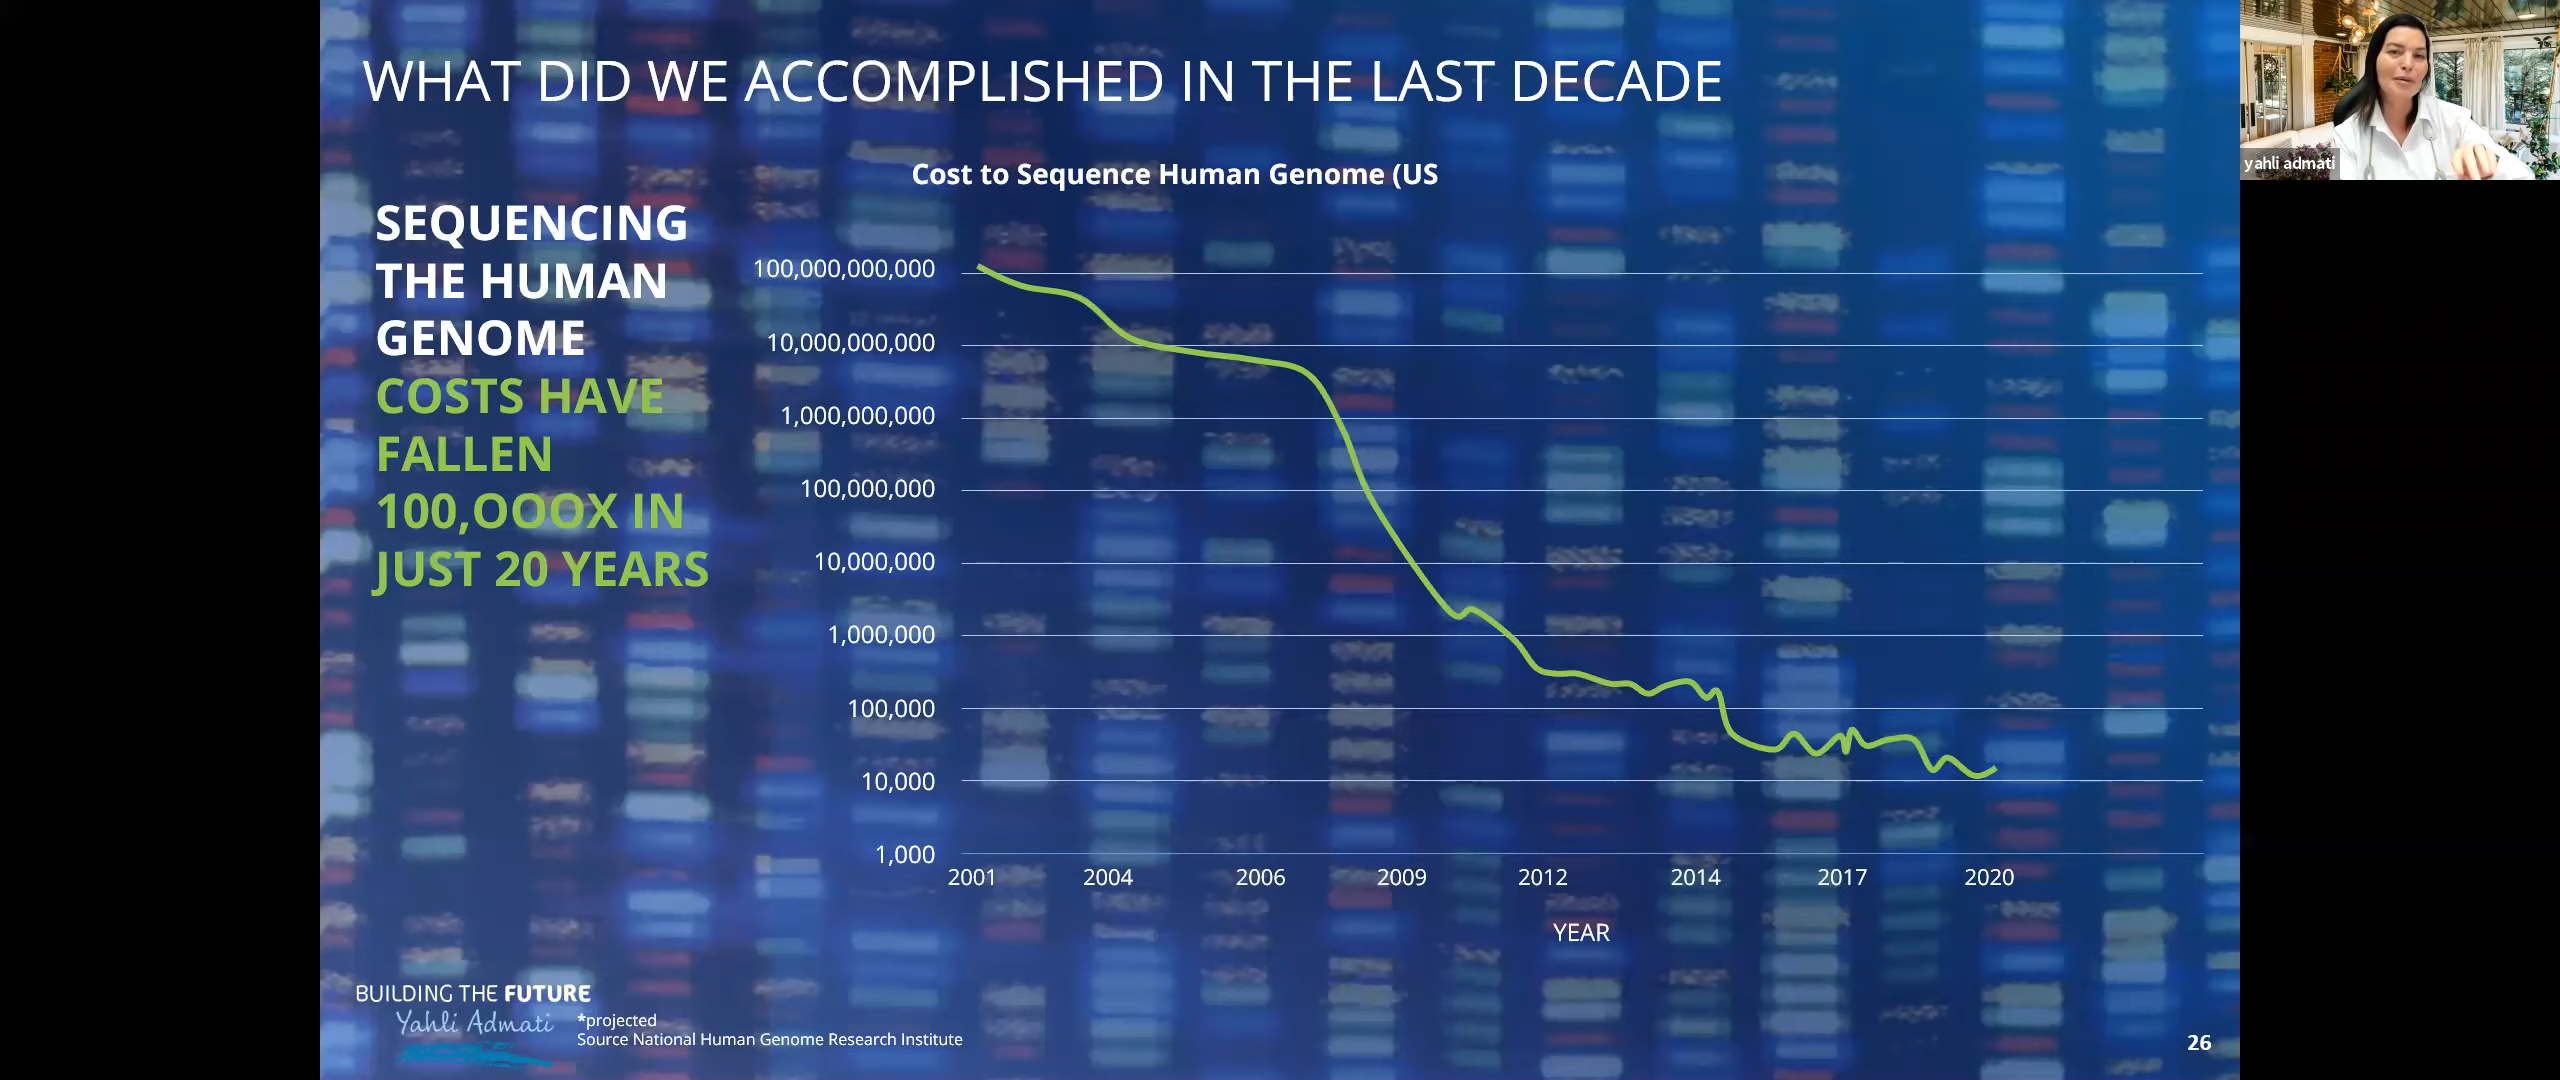 WHAT DID WE ACCOMPLISHED IN THE LAST DECADE
yahli admati
Cost to Sequence Human Genome (US
SEQUENCING
THE HUMAN
GENOME
COSTS HAVE
FALLEN
100,OOOX IN
JUST 20 YEARS
100,000,000,000
10,000,000,000
1,000,000,000
100,000,000
10,000,000
1,000,000
100,000
10,000
1,000
2001 2004 2006 2009 2012 2014 2017 2020
YEAR
BUILDING THE FUTURE
Yahli Admati
*projected
Source National Human Genome Research Institute
26